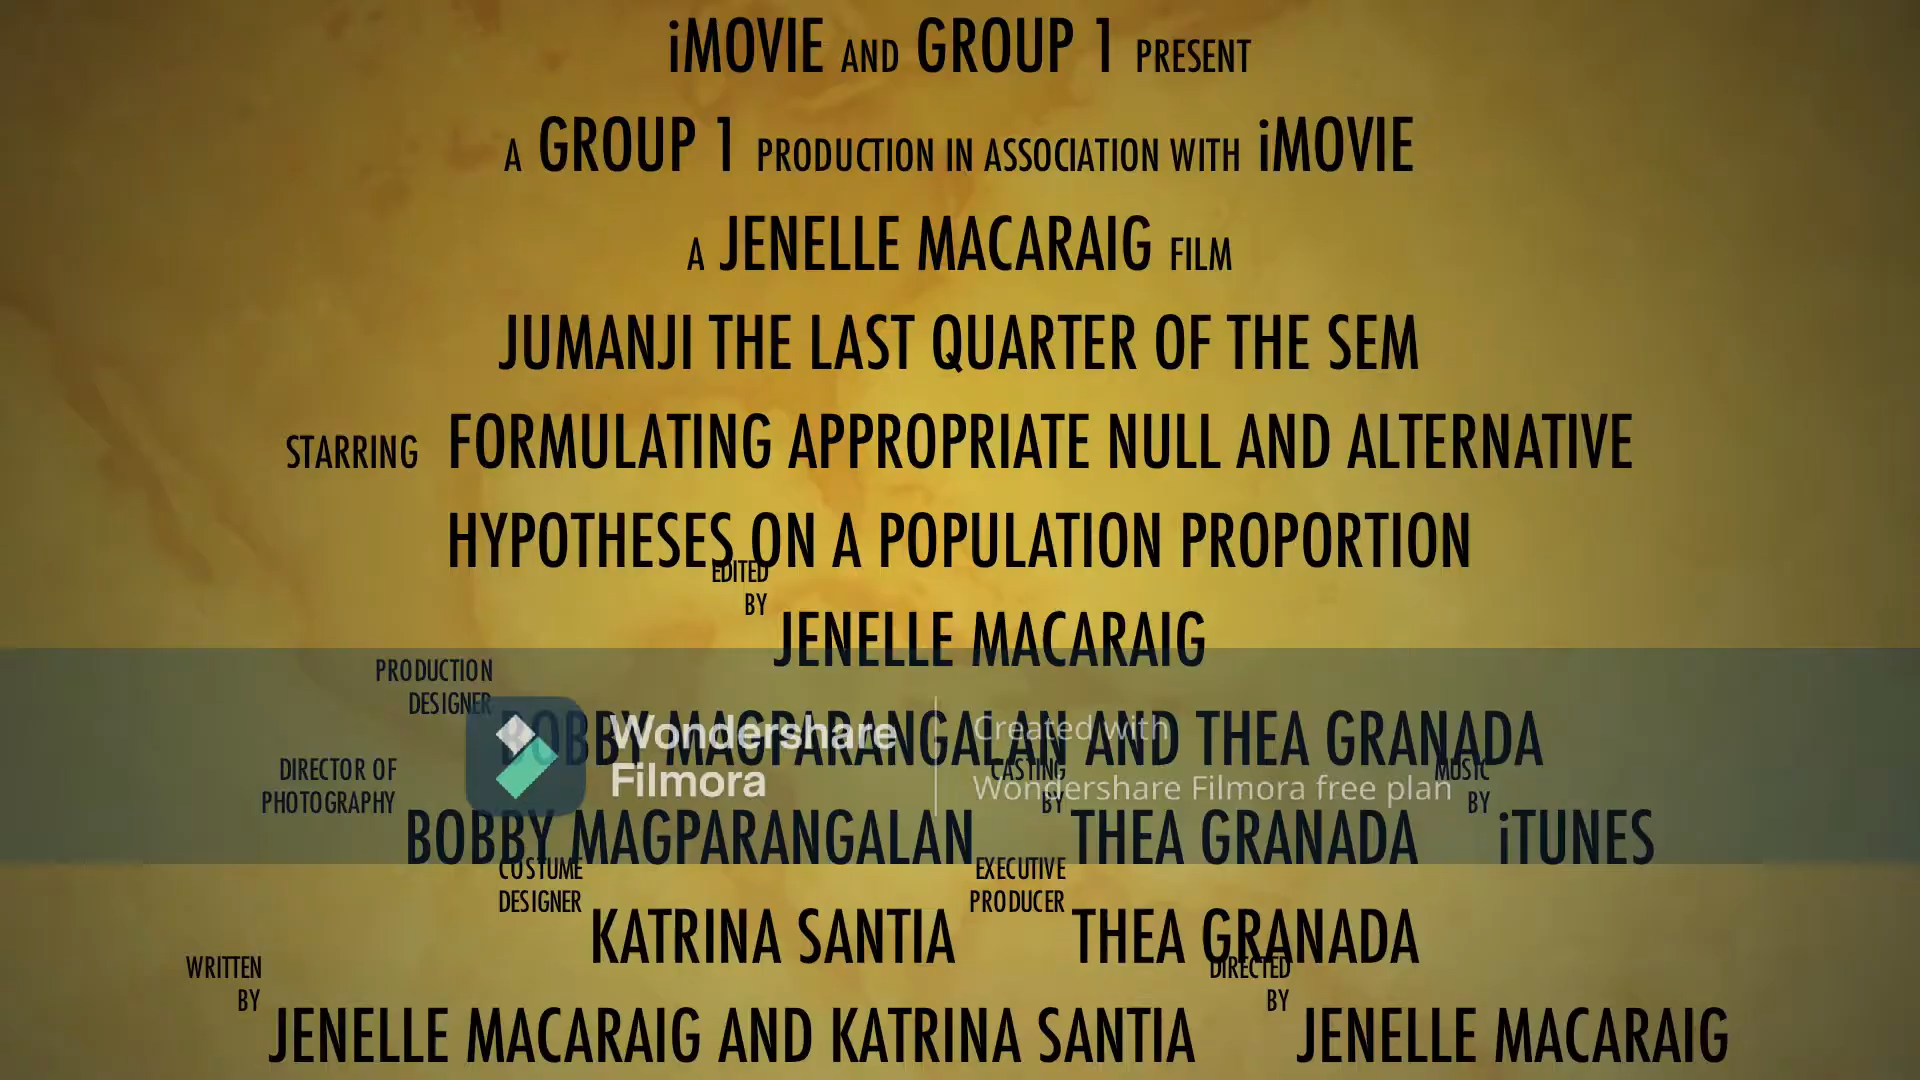 iMOVIE AND GROUP 1 PRESENT
A GROUP 1 PRODUCTION IN ASSOCIATION WITH iMOVIE
A JENELLE MACARAIG FILM
JUMANJI THE LAST QUARTER OF THE SEM
STARRING FORMULATING APPROPRIATE NULL AND ALTERNATIVE
HYPOTHESES ON A POPULATION PROPORTION
EDITED BY JENELLE MACARAIG
PRODUCTION DESIGNER BOBBY MAGPARANGALAN AND THEA GRANADA
Wondershare Filmora
Created with
Wondershare Filmora free plan
DIRECTOR OF PHOTOGRAPHY BOBBY MAGPARANGALAN CASTING BY THEA GRANADA MUSIC BY iTUNES
COSTUME DESIGNER KATRINA SANTIA EXECUTIVE PRODUCER THEA GRANADA
WRITTEN BY JENELLE MACARAIG AND KATRINA SANTIA DIRECTED BY JENELLE MACARAIG